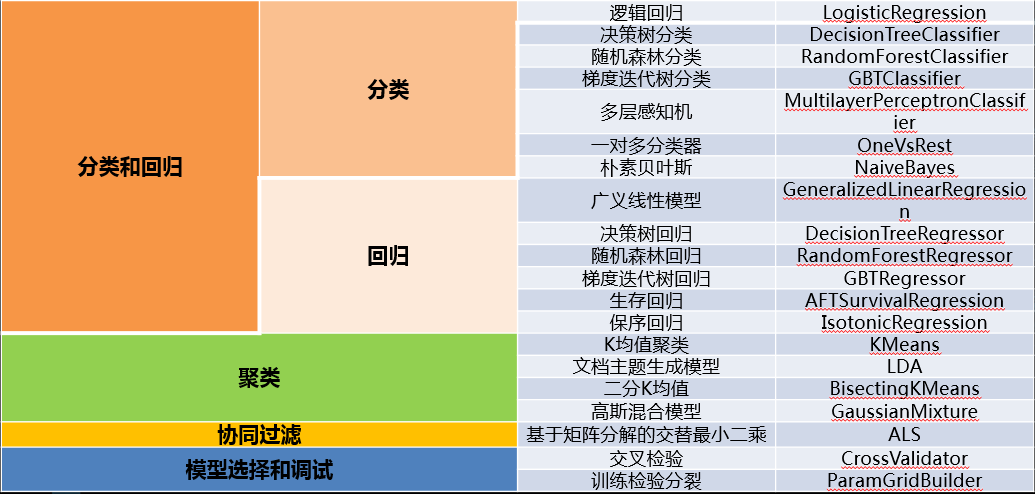 分类和回归
分类
逻辑回归 LogisticRegression
决策树分类 DecisionTreeClassifier
随机森林分类 RandomForestClassifier
梯度迭代树分类 GBTClassifier
多层感知机 MultilayerPerceptronClassif
ier
一对多分类器 OneVsRest
朴素贝叶斯 NaiveBayes
回归
广义线性模型 GeneralizedLinearRegressio
n
决策树回归 DecisionTreeRegressor
随机森林回归 RandomForestRegressor
梯度迭代树回归 GBTRegressor
生存回归 AFTSurvivalRegression
保序回归 IsotonicRegression
聚类
K均值聚类 KMeans
文档主题生成模型 LDA
二分K均值 BisectingKMeans
高斯混合模型 GaussianMixture
协同过滤
基于矩阵分解的交替最小二乘 ALS
模型选择和调试
交叉检验 CrossValidator
训练检验分裂 ParamGridBuilder